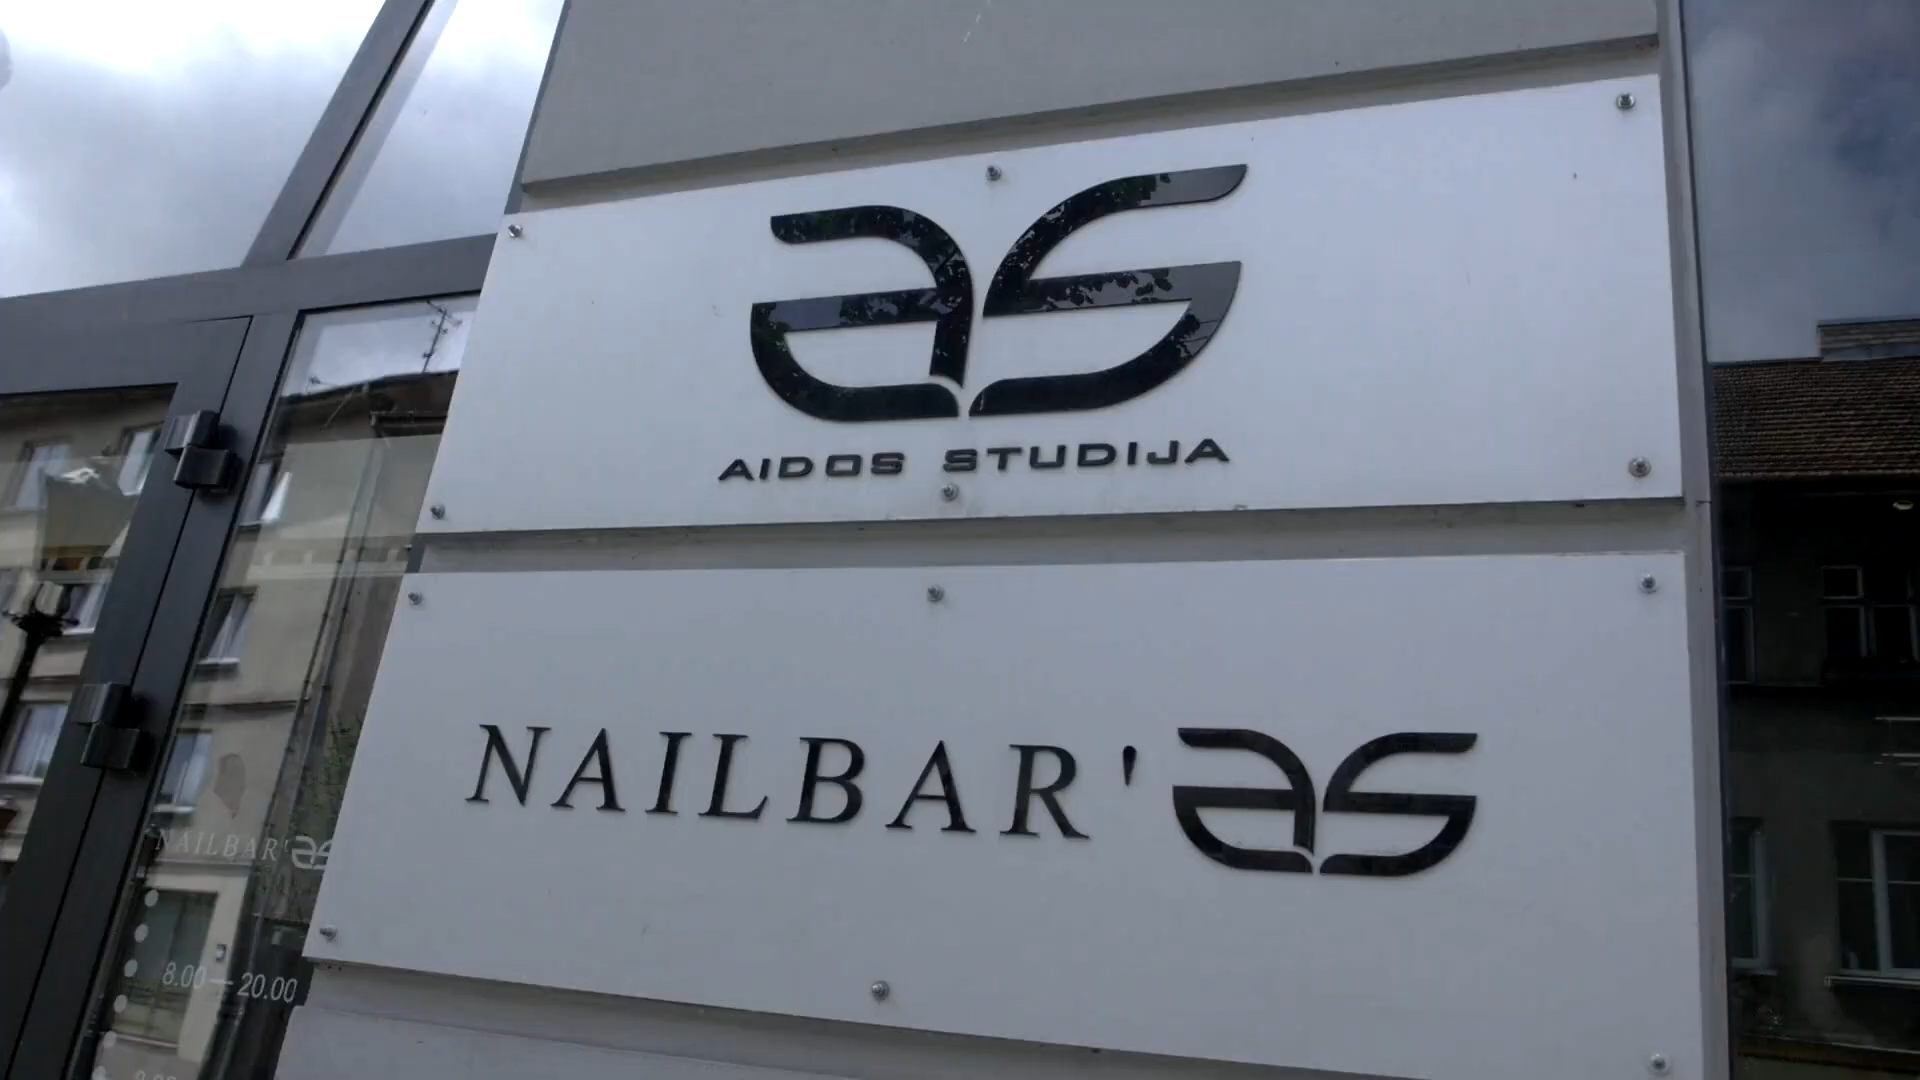 as
AIDOS STUDIJA
NAILBAR'as
NAILBAR'as
8.00—20.00